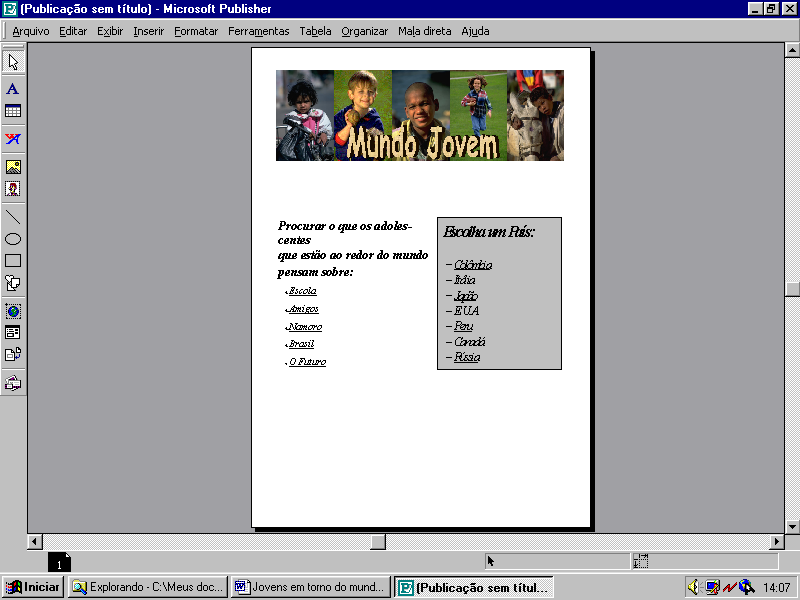 (Publicação sem título) - Microsoft Publisher
Arquivo Editar Exibir Inserir Formatar Ferramentas Tabela Organizar Mala direta Ajuda
Mundo Jovem
Procurar o que os adoles-
centes
que estão ao redor do mundo
pensam sobre:
Escola
Amigos
Namoro
Brasil
O Futuro
Escolha um País:
– Colômbia
– Irdia
– Japão
– EUA
– Peru
– Canadá
– Rússia
1
Iniciar
Explorando - C:\Meus doc...
Jovens em torno do mund...
(Publicação sem títul...
14:07